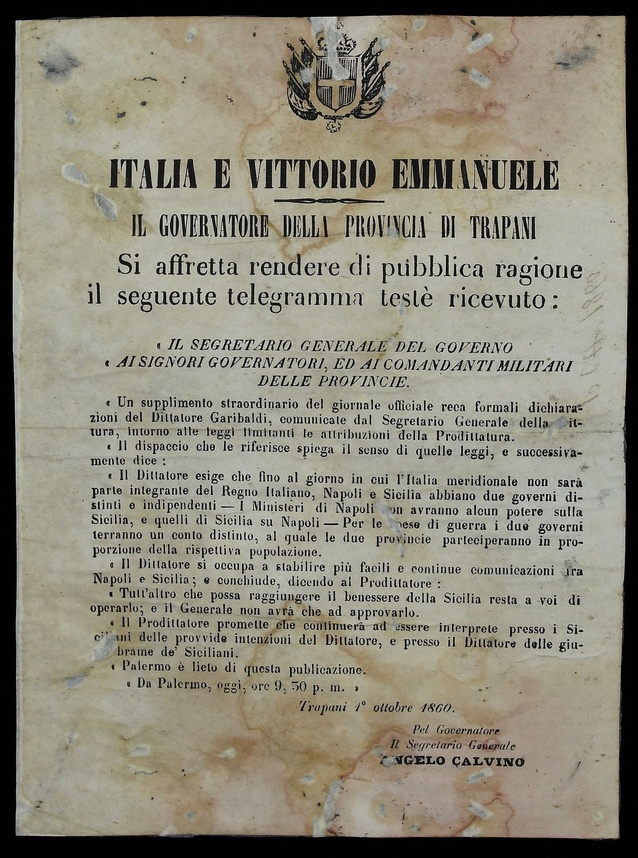 ITALIA E VITTORIO EMMANUELE
IL GOVERNATORE DELLA PROVINCIA DI TRAPANI
Si affretta rendere di pubblica ragione
il seguente telegramma testè ricevuto:
« IL SEGRETARIO GENERALE DEL GOVERNO
« AI SIGNORI GOVERNATORI, ED AI COMANDANTI MILITARI
DELLE PROVINCIE.
« Un supplimento straordinario del giornale officiale reca formali dichiara-
zioni del Dittatore Garibaldi, comunicate dal Segretario Generale della
intorno alle leggi limitanti le attribuzioni della Prodittatura.
« Il dispaccio che le riferisce spiega il senso di quelle leggi, e successiva-
mente dice:
« Il Dittatore esige che fino al giorno in cui l'Italia meridionale non sarà
parte integrante del Regno Italiano, Napoli e Sicilia abbiano due governi di-
stinti e indipendenti — I Ministeri di Napoli non avranno alcun potere sulla
Sicilia, e quelli di Sicilia su Napoli — Per le spese di guerra i due governi
terranno un conto distinto, al quale le due provincie parteciperanno in pro-
porzione della rispettiva popolazione.
« Il Dittatore si occupa a stabilire più facili e continue comunicazioni tra
Napoli e Sicilia; e conchiude, dicendo al Prodittatore:
« Tutt'altro che possa raggiungere il benessere della Sicilia resta a voi di
operarlo; e il Generale non avrà che ad approvarlo.
« Il Prodittatore promette che continuerà ad essere interprete presso i Si-
ciliani delle provvide intenzioni del Dittatore, e presso il Dittatore delle giu-
brame de' Siciliani.
« Palermo è lieto di questa publicazione.
« Da Palermo, oggi, ore 9, 30 p. m. »
Trapani 1° ottobre 1860.
Pel Governatore
Il Segretario Generale
ANGELO CALVINO